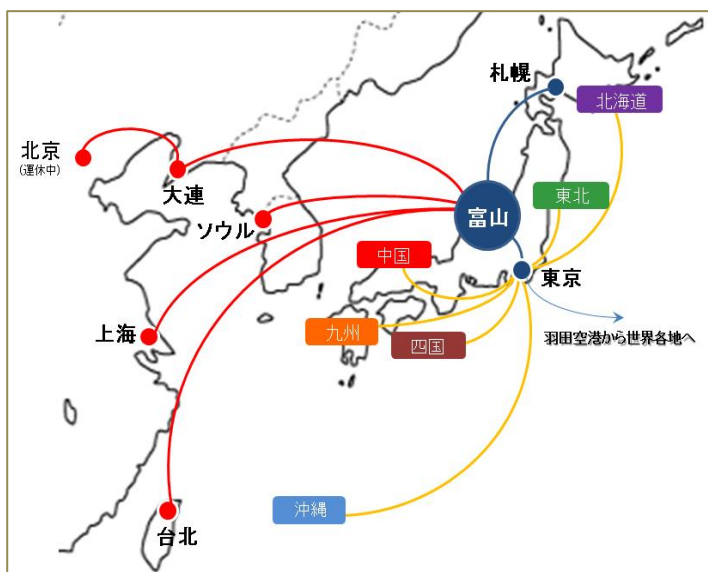 札幌
北海道
北京
(運休中)
大連
東北
ソウル
富山
中国
東京
上海
九州
四国
羽田空港から世界各地へ
沖縄
台北